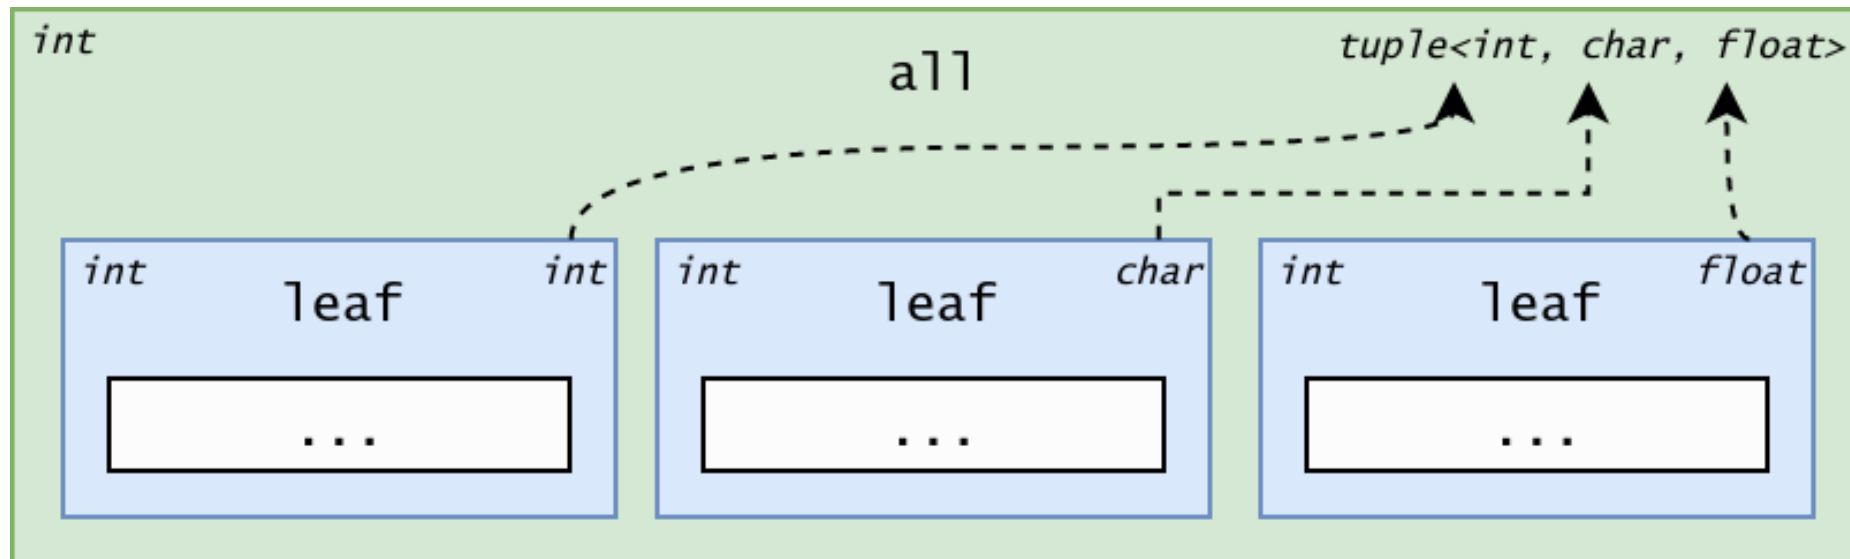 int
all
tuple<int, char, float>
int
leaf
int
...
int
leaf
char
...
int
leaf
float
...